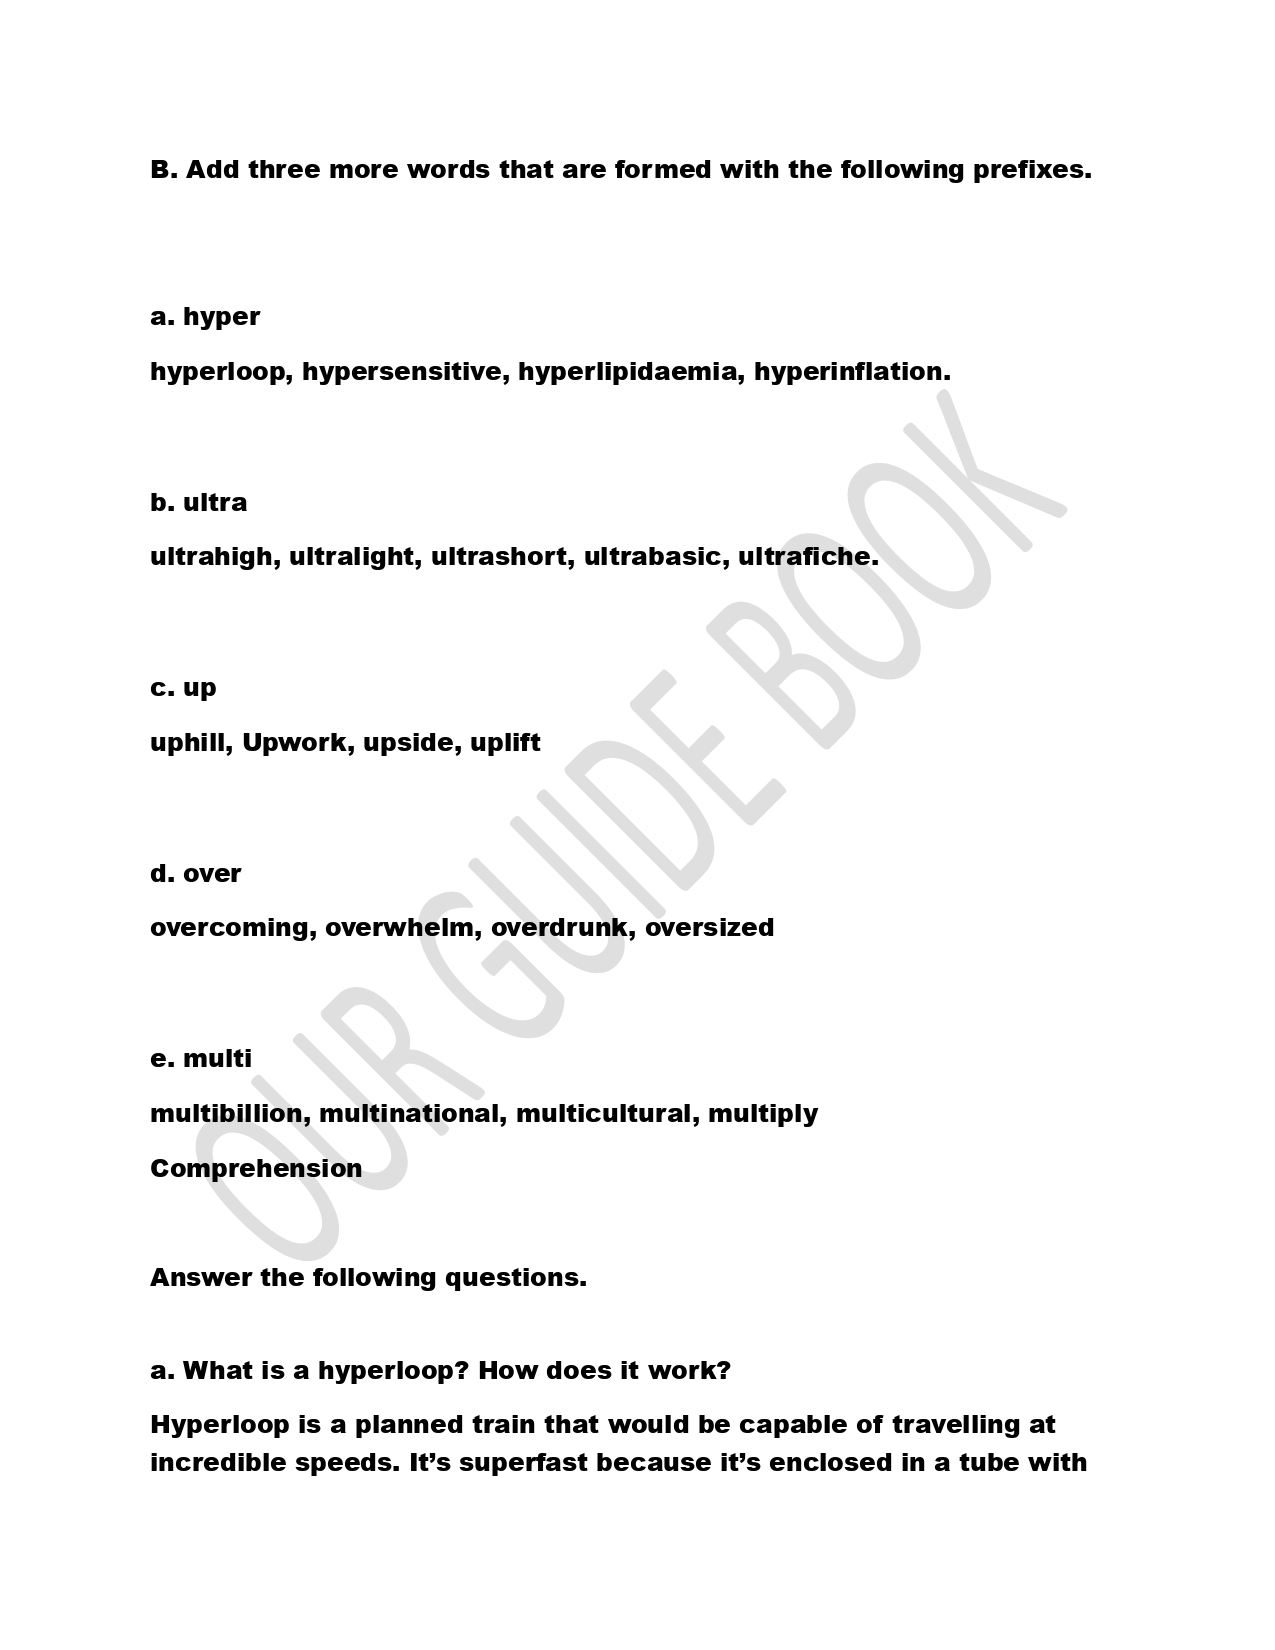 B. Add three more words that are formed with the following prefixes.
a. hyper
hyperloop, hypersensitive, hyperlipidaemia, hyperinflation.
b. ultra
ultrahigh, ultralight, ultrashort, ultrabasic, ultrafiche.
c. up
uphill, Upwork, upside, uplift
d. over
overcoming, overwhelm, overdrunk, oversized
e. multi
multibillion, multinational, multicultural, multiply
Comprehension
Answer the following questions.
a. What is a hyperloop? How does it work?
Hyperloop is a planned train that would be capable of travelling at
incredible speeds. It’s superfast because it’s enclosed in a tube with
OUR GUIDE BOOK